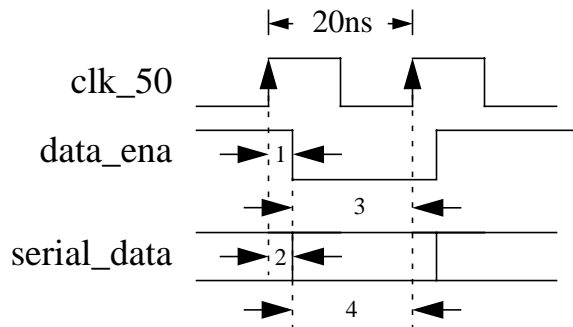 20ns
clk_50
data_ena
1
3
serial_data
2
4